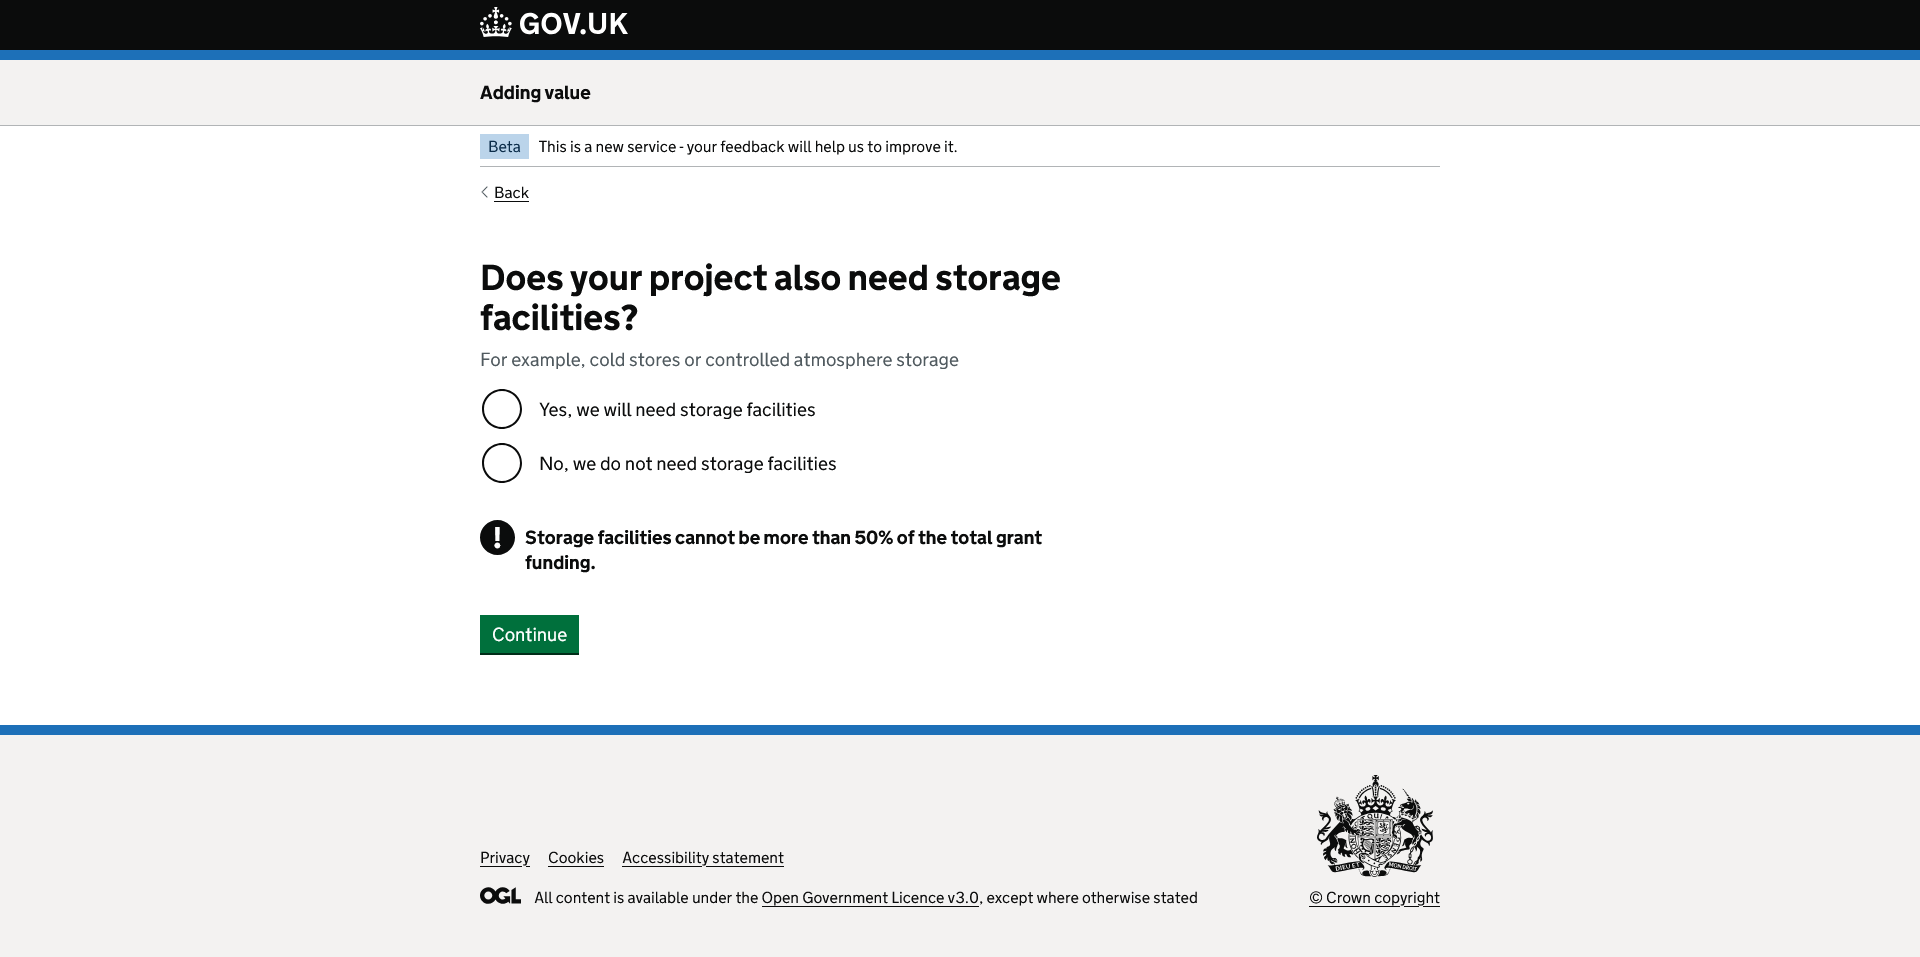 GOV.UK
Adding value
Beta This is a new service - your feedback will help us to improve it.
Back
Does your project also need storage
facilities?
For example, cold stores or controlled atmosphere storage
Yes, we will need storage facilities
No, we do not need storage facilities
! Storage facilities cannot be more than 50% of the total grant
funding.
Continue
Privacy Cookies Accessibility statement
OGL All content is available under the Open Government Licence v3.0, except where otherwise stated
© Crown copyright